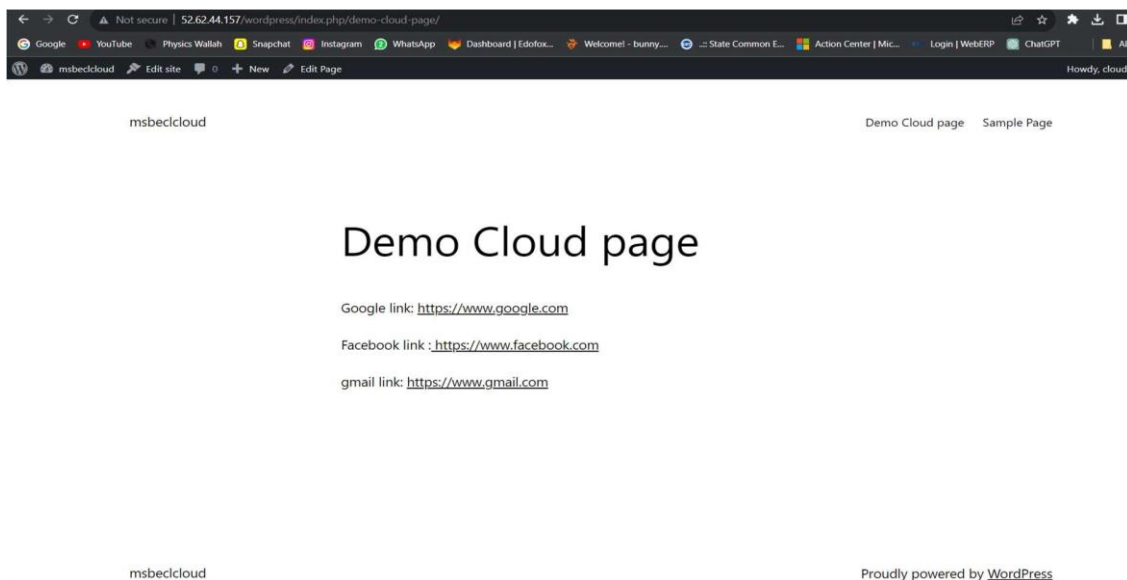 Not secure | 52.62.44.157/wordpress/index.php/demo-cloud-page/
Google YouTube Physics Wallah Snapchat Instagram WhatsApp Dashboard | Edofox... Welcome! - bunny,... ..:: State Common E... Action Center | Mic... Login | WebERP ChatGPT Al
msbeclcloud Edit site 0 + New Edit Page Howdy, cloud
msbeclcloud Demo Cloud page Sample Page
Demo Cloud page
Google link: https://www.google.com
Facebook link : https://www.facebook.com
gmail link: https://www.gmail.com
msbeclcloud Proudly powered by WordPress